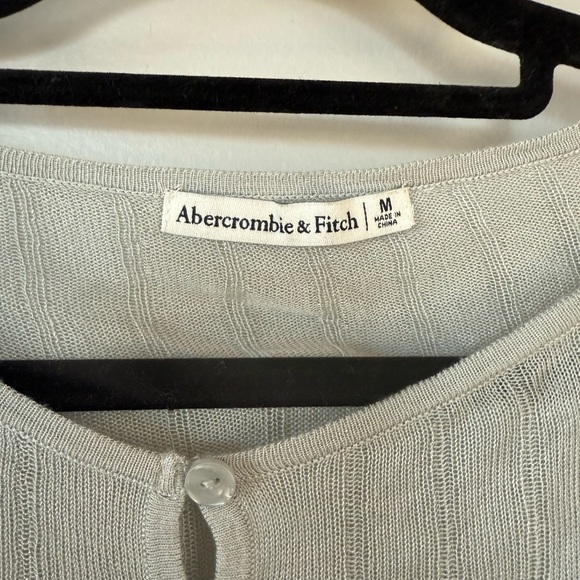 Abercrombie & Fitch | M
MADE IN
CHINA